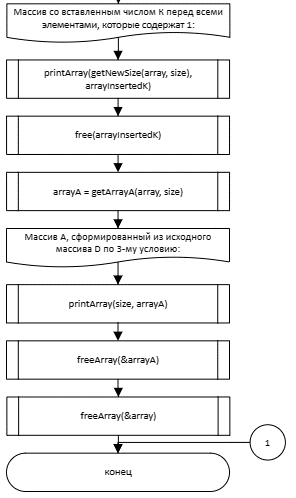 Массив со вставленным числом K перед всеми
элементами, которые содержат 1:
printArray(getNewSize(array, size),
arrayInsertedK)
free(arrayInsertedK)
arrayA = getArrayA(array, size)
Массив A, сформированный из исходного
массива D по 3-му условию:
printArray(size, arrayA)
freeArray(&arrayA)
freeArray(&array)
1
конец